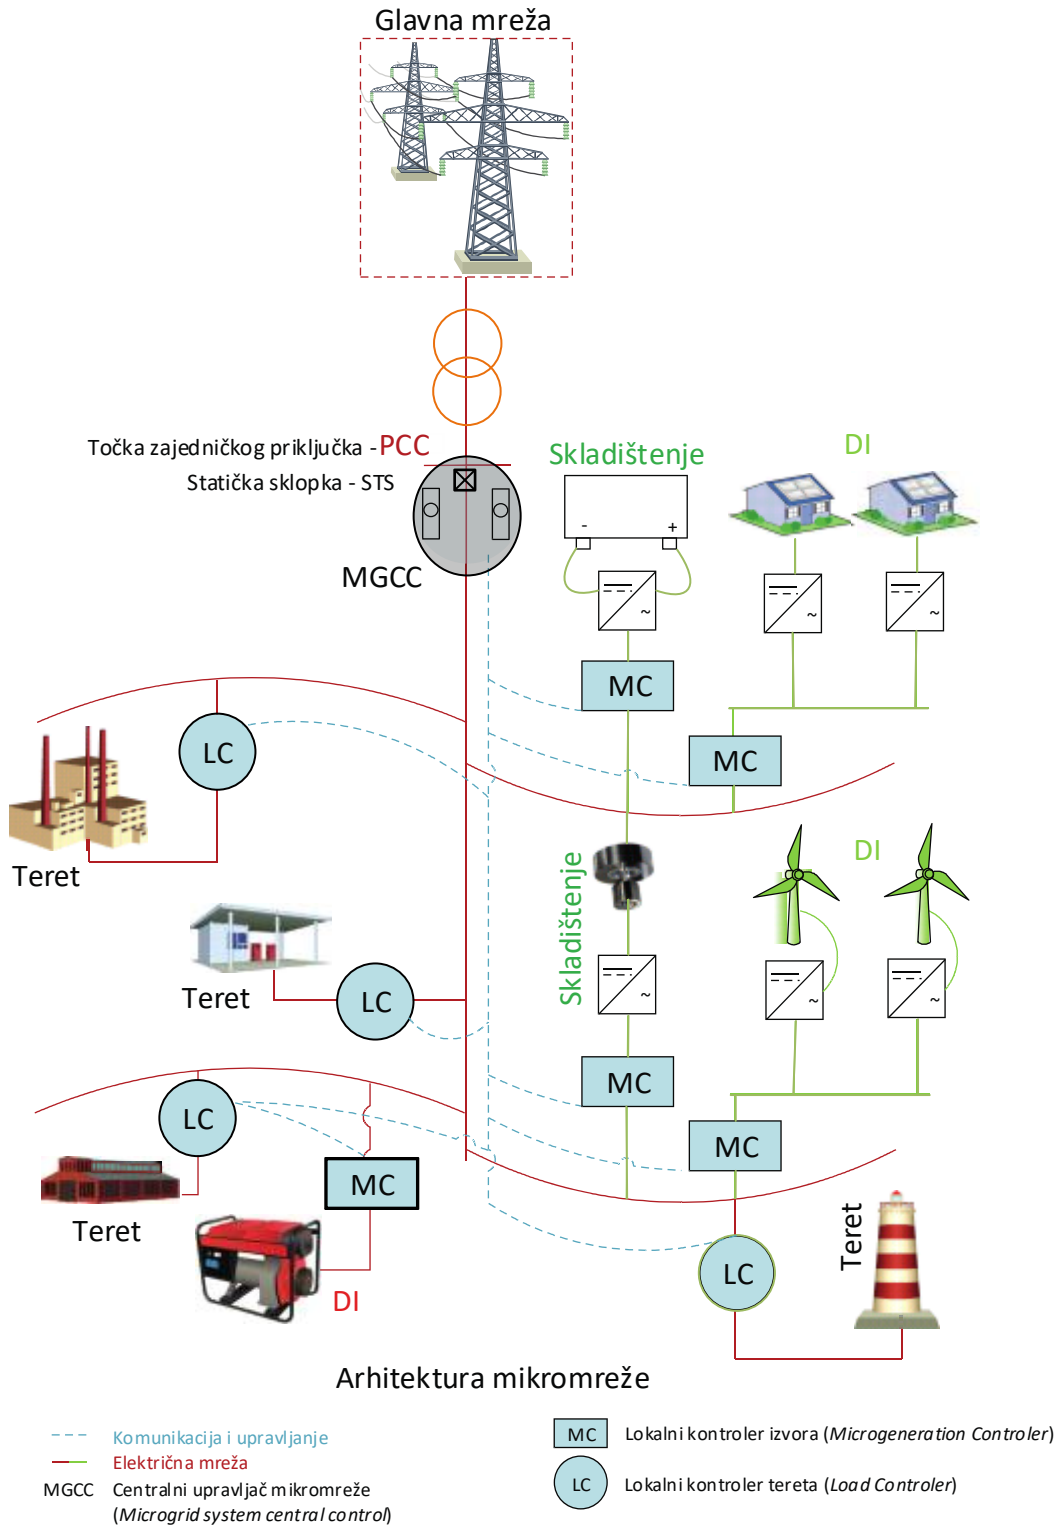 Glavna mreža
Točka zajedničkog priključka - PCC
Statička sklopka - STS
MGCC
Skladištenje
DI
- +
~
~
~
MC
MC
LC
Teret
Skladištenje
DI
Teret
LC
~
~
~
MC
MC
LC
MC
Teret
DI
LC
Teret
Arhitektura mikromreže
Komunikacija i upravljanje
Električna mreža
MGCC Centralni upravljač mikromreže
(Microgrid system central control)
MC Lokalni kontroler izvora (Microgeneration Controler)
LC Lokalni kontroler tereta (Load Controler)